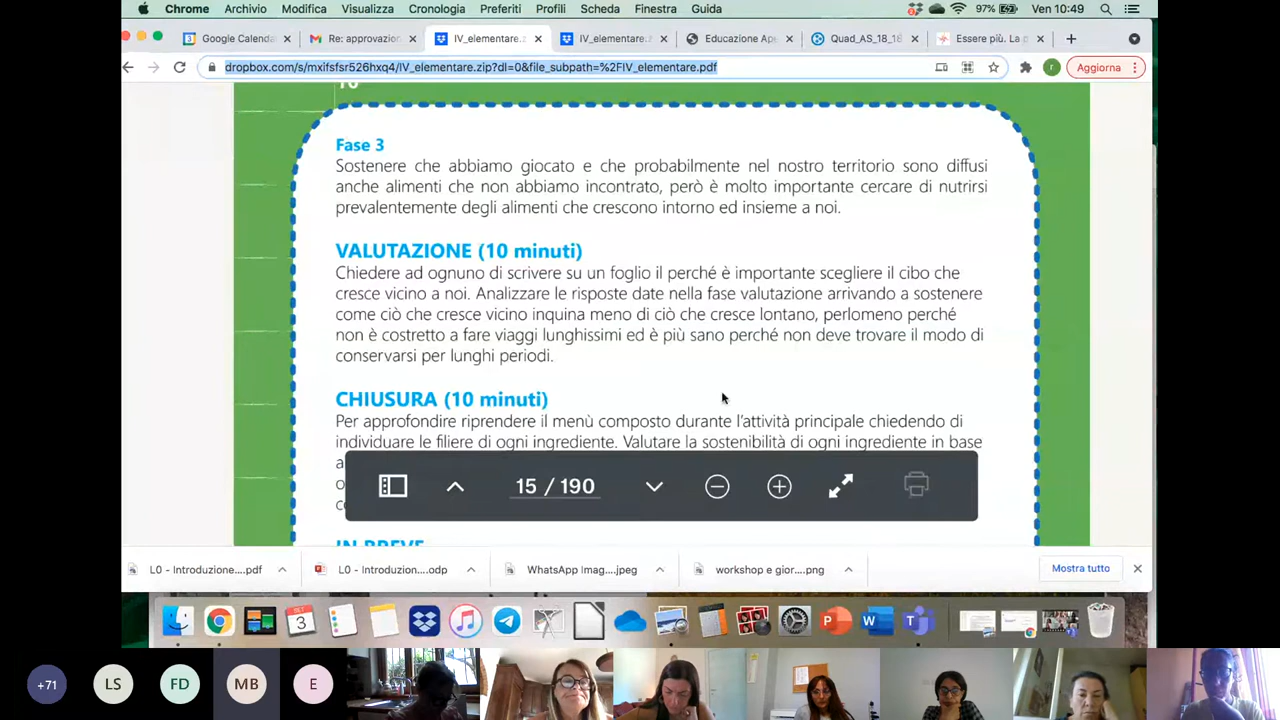 Chrome Archivio Modifica Visualizza Cronologia Preferiti Profili Scheda Finestra Guida 97% Ven 10:49
Google Calenda Re: approvazion IV_elementare.z IV_elementare.z Educazione Ape Quad_AS_18_18 Essere più. La p
dropbox.com/s/mxifsfsr526hxq4/IV_elementare.zip?dl=0&file_subpath=%2FIV_elementare.pdf r Aggiorna
Fase 3
Sostenere che abbiamo giocato e che probabilmente nel nostro territorio sono diffusi
anche alimenti che non abbiamo incontrato, però è molto importante cercare di nutrirsi
prevalentemente degli alimenti che crescono intorno ed insieme a noi.
VALUTAZIONE (10 minuti)
Chiedere ad ognuno di scrivere su un foglio il perché è importante scegliere il cibo che
cresce vicino a noi. Analizzare le risposte date nella fase valutazione arrivando a sostenere
come ciò che cresce vicino inquina meno di ciò che cresce lontano, perlomeno perché
non è costretto a fare viaggi lunghissimi ed è più sano perché non deve trovare il modo di
conservarsi per lunghi periodi.
CHIUSURA (10 minuti)
Per approfondire riprendere il menù composto durante l'attività principale chiedendo di
individuare le filiere di ogni ingrediente. Valutare la sostenibilità di ogni ingrediente in base
15 / 190
IN BREVE
L0 - Introduzione....pdf L0 - Introduzion....odp WhatsApp Imag....jpeg workshop e gior....png Mostra tutto
3
+71 LS FD MB E